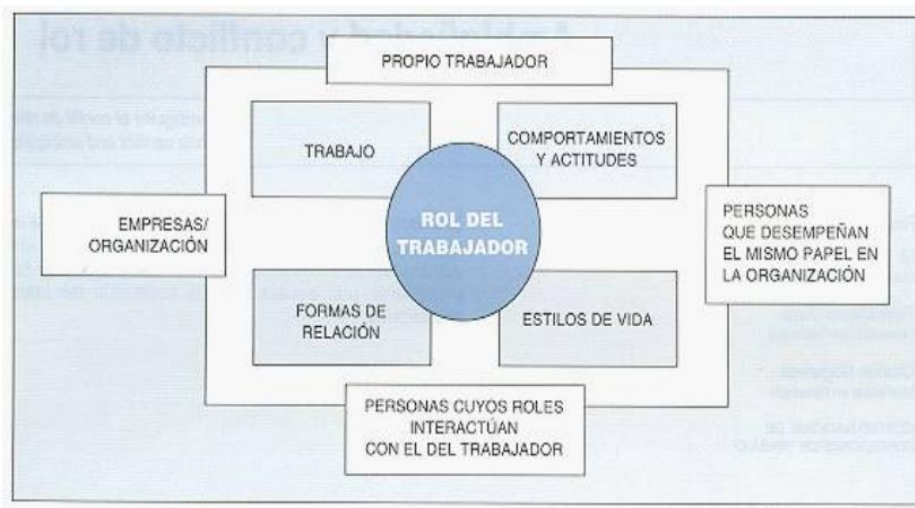 PROPIO TRABAJADOR
TRABAJO
COMPORTAMIENTOS
Y ACTITUDES
EMPRESAS/
ORGANIZACIÓN
ROL DEL
TRABAJADOR
PERSONAS
QUE DESEMPEÑAN
EL MISMO PAPEL EN
LA ORGANIZACIÓN
FORMAS DE
RELACIÓN
ESTILOS DE VIDA
PERSONAS CUYOS ROLES
INTERACTÚAN
CON EL DEL TRABAJADOR